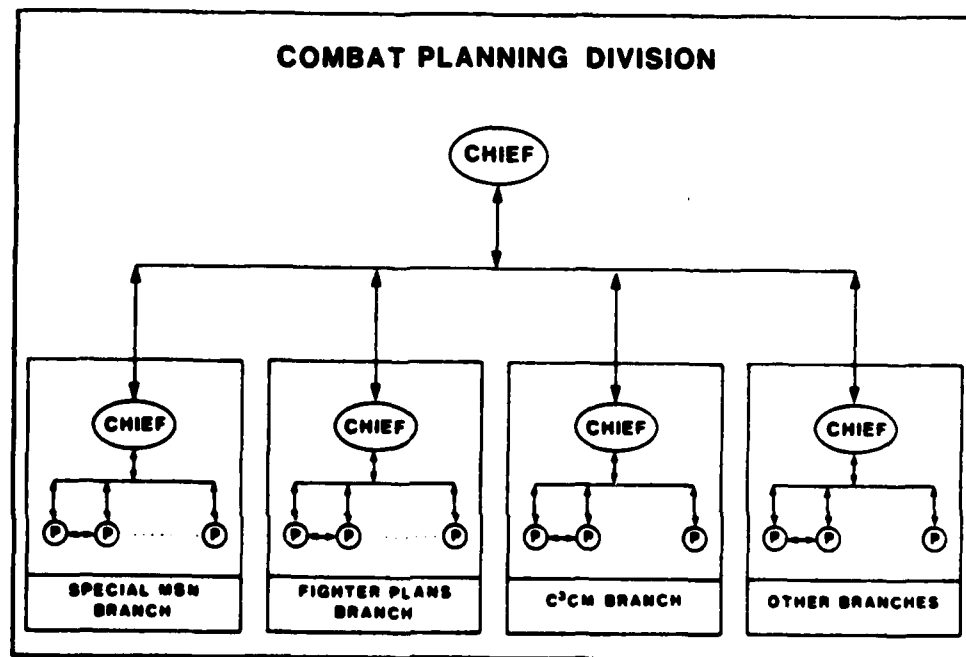 COMBAT PLANNING DIVISION
CHIEF
CHIEF
CHIEF
CHIEF
CHIEF
P
P
P
P
P
P
P
P
P
P
P
P
SPECIAL MSN
BRANCH
FIGHTER PLANS
BRANCH
C³CM BRANCH
OTHER BRANCHES